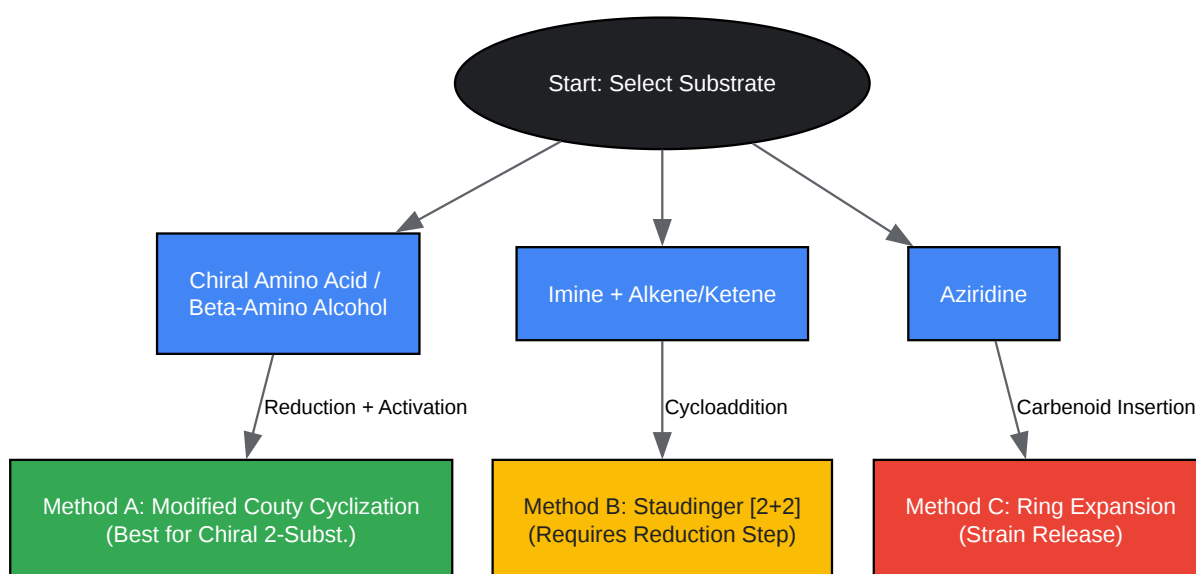 Start: Select Substrate
Chiral Amino Acid /
Beta-Amino Alcohol
Imine + Alkene/Ketene
Aziridine
Reduction + Activation
Cycloaddition
Carbenoid Insertion
Method A: Modified Couty Cyclization
(Best for Chiral 2-Subst.)
Method B: Staudinger [2+2]
(Requires Reduction Step)
Method C: Ring Expansion
(Strain Release)